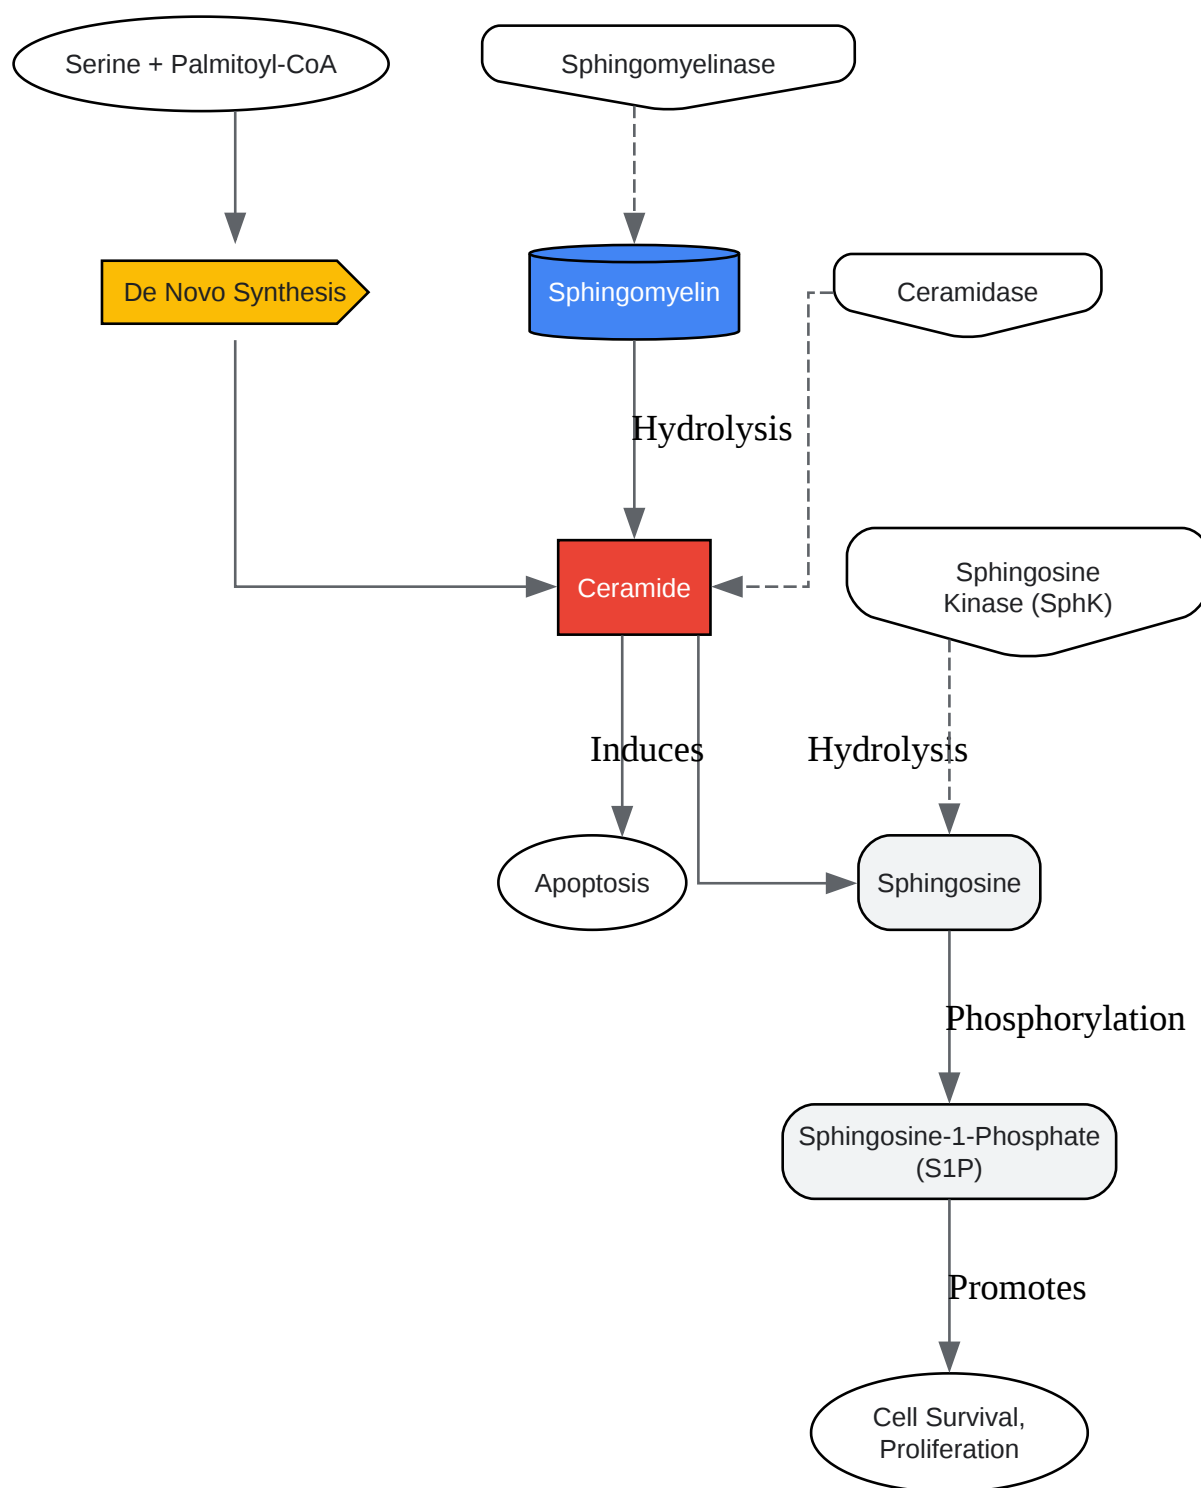 Serine + Palmitoyl-CoA
Sphingomyelinase
De Novo Synthesis
Sphingomyelin
Ceramidase
Hydrolysis
Ceramide
Sphingosine
Kinase (SphK)
Induces
Hydrolysis
Apoptosis
Sphingosine
Phosphorylation
Sphingosine-1-Phosphate
(S1P)
Promotes
Cell Survival,
Proliferation